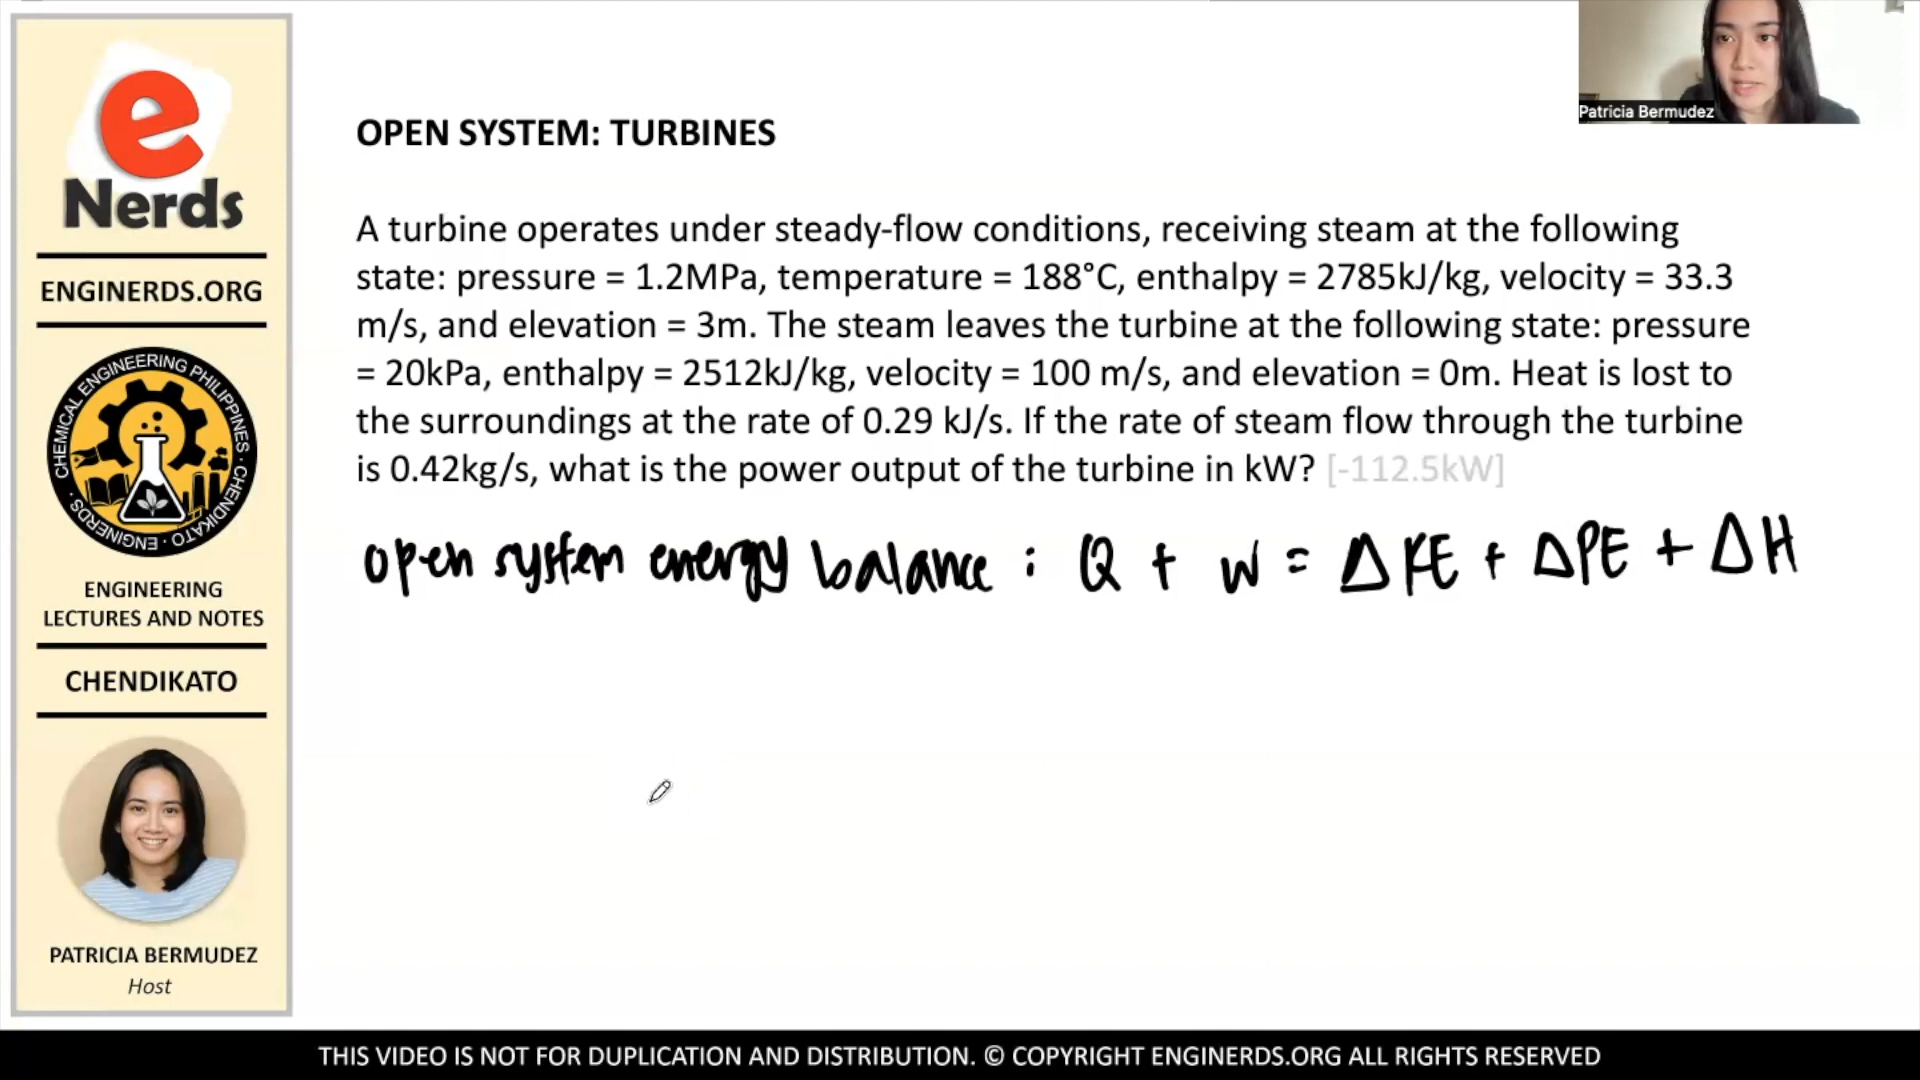 Patricia Bermudez
e
Nerds
ENGINERDS.ORG
CHEMICAL ENGINEERING PHILIPPINES · CHENDIKATO · ENGINERDS ·
ENGINEERING
LECTURES AND NOTES
CHENDIKATO
PATRICIA BERMUDEZ
Host
OPEN SYSTEM: TURBINES
A turbine operates under steady-flow conditions, receiving steam at the following
state: pressure = 1.2MPa, temperature = 188°C, enthalpy = 2785kJ/kg, velocity = 33.3
m/s, and elevation = 3m. The steam leaves the turbine at the following state: pressure
= 20kPa, enthalpy = 2512kJ/kg, velocity = 100 m/s, and elevation = 0m. Heat is lost to
the surroundings at the rate of 0.29 kJ/s. If the rate of steam flow through the turbine
is 0.42kg/s, what is the power output of the turbine in kW? [-112.5kW]
open system energy balance : Q + W = ΔKE + ΔPE + ΔH
THIS VIDEO IS NOT FOR DUPLICATION AND DISTRIBUTION. © COPYRIGHT ENGINERDS.ORG ALL RIGHTS RESERVED